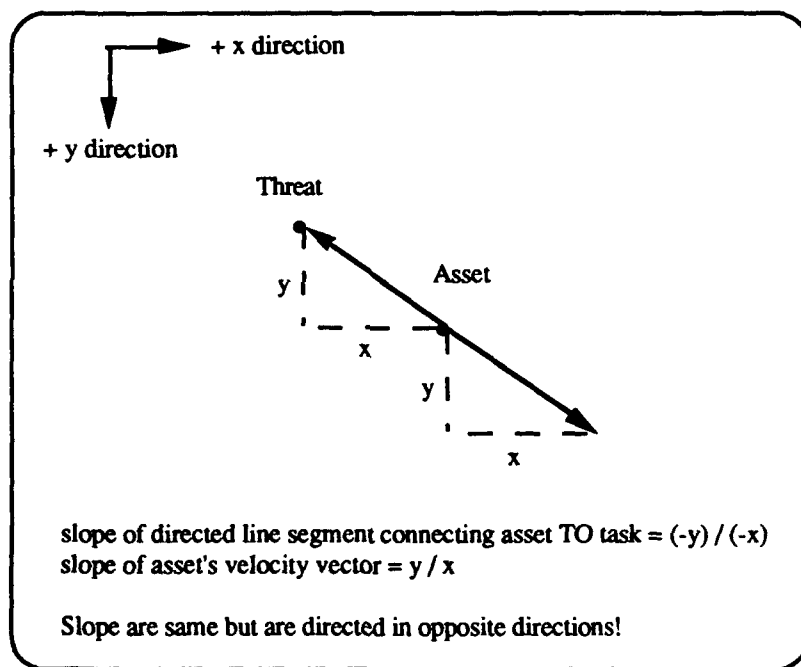 + x direction
+ y direction
Threat
Asset
y
x
y
x
slope of directed line segment connecting asset TO task = (-y) / (-x)
slope of asset's velocity vector = y / x
Slope are same but are directed in opposite directions!